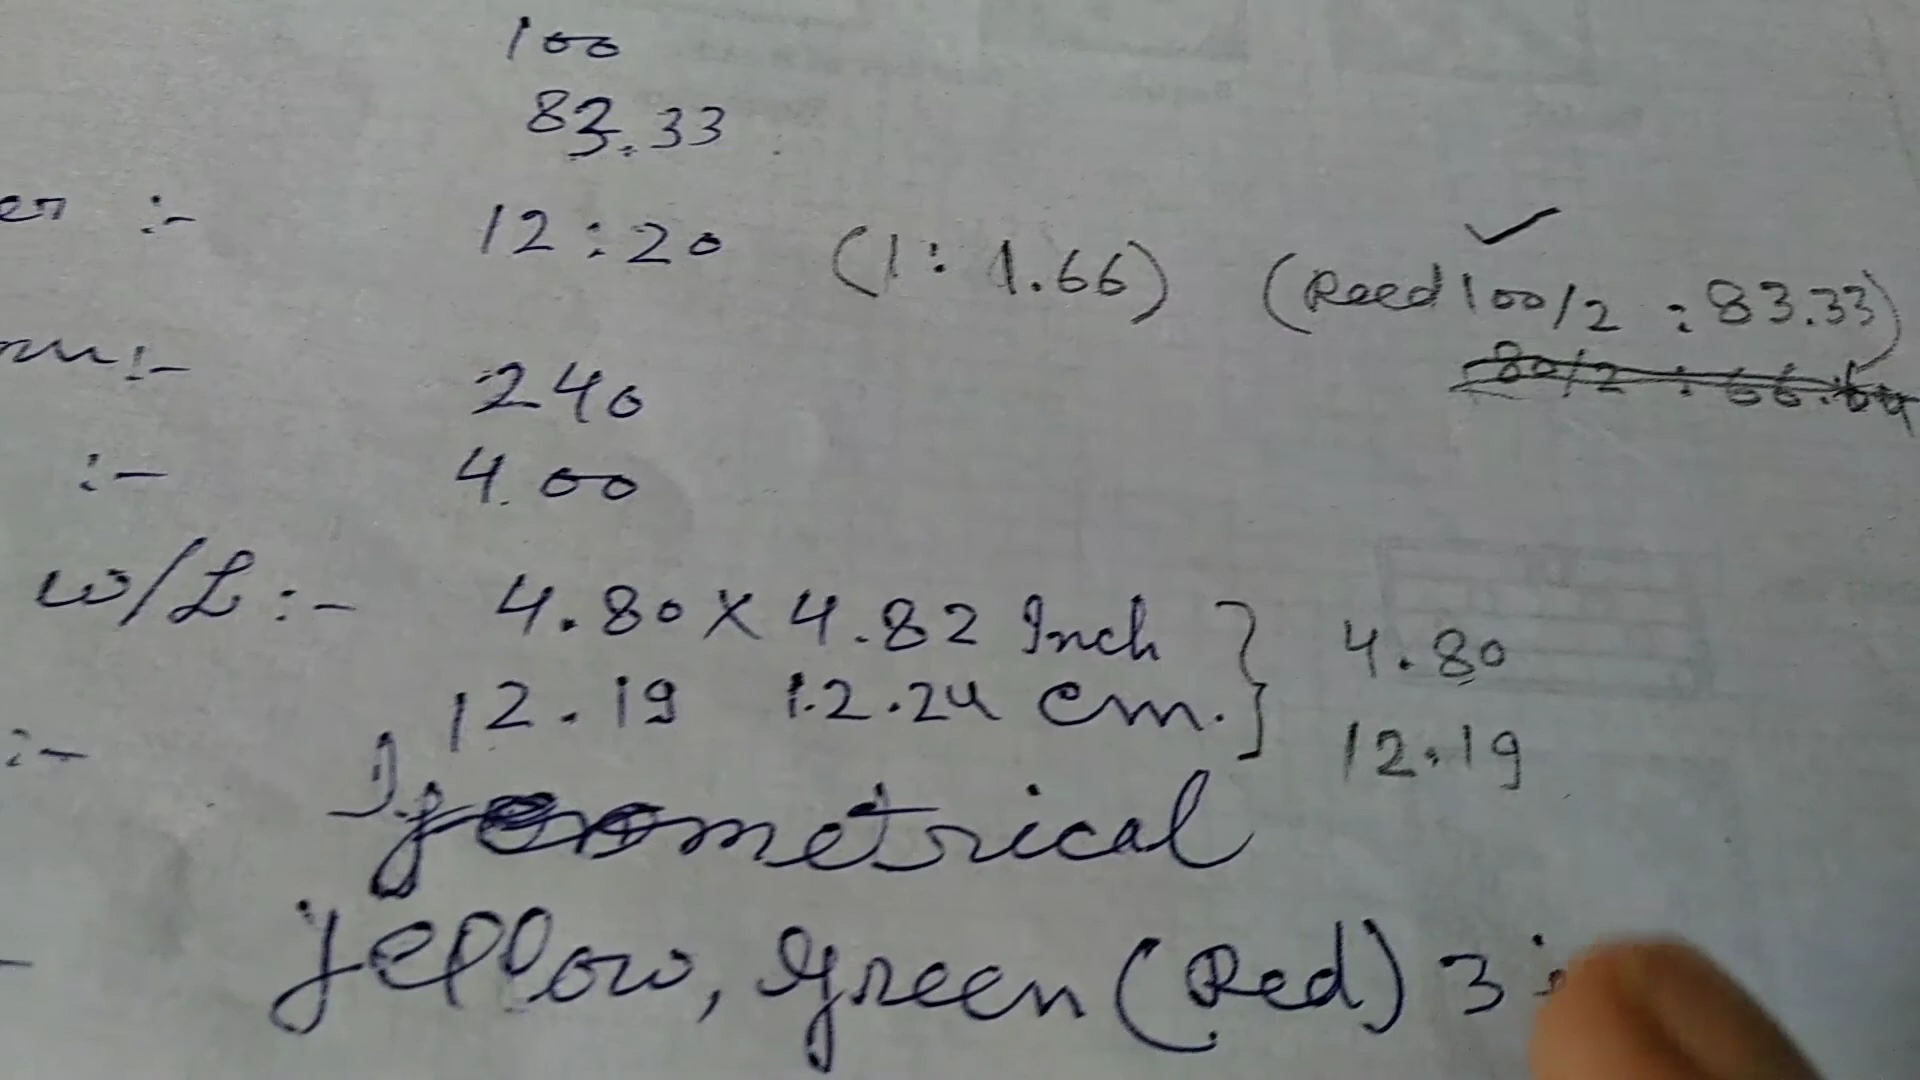 100
83.33
er :- 12:20 (1: 1.66) (Reed 100/2 : 83.33)
80/2 : 66.64
:- 240
:- 4.00
w/L :- 4.80 X 4.82 Inch } 4.80
12.19 12.24 cm. } 12.19
:- Geometrical
- Yellow, Green (Red) 3